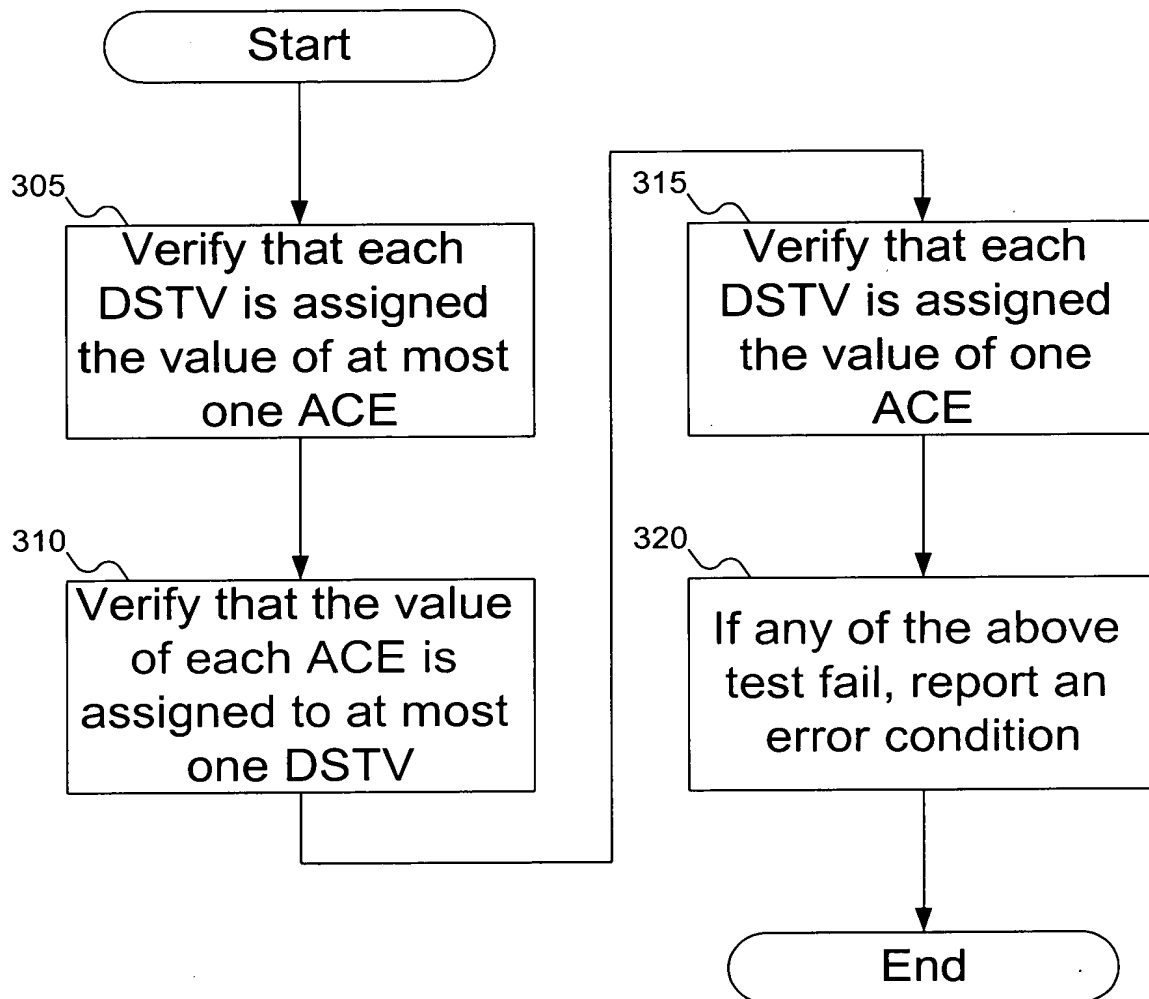 Start
305
Verify that each
DSTV is assigned
the value of at most
one ACE
310
Verify that the value
of each ACE is
assigned to at most
one DSTV
315
Verify that each
DSTV is assigned
the value of one
ACE
320
If any of the above
test fail, report an
error condition
End